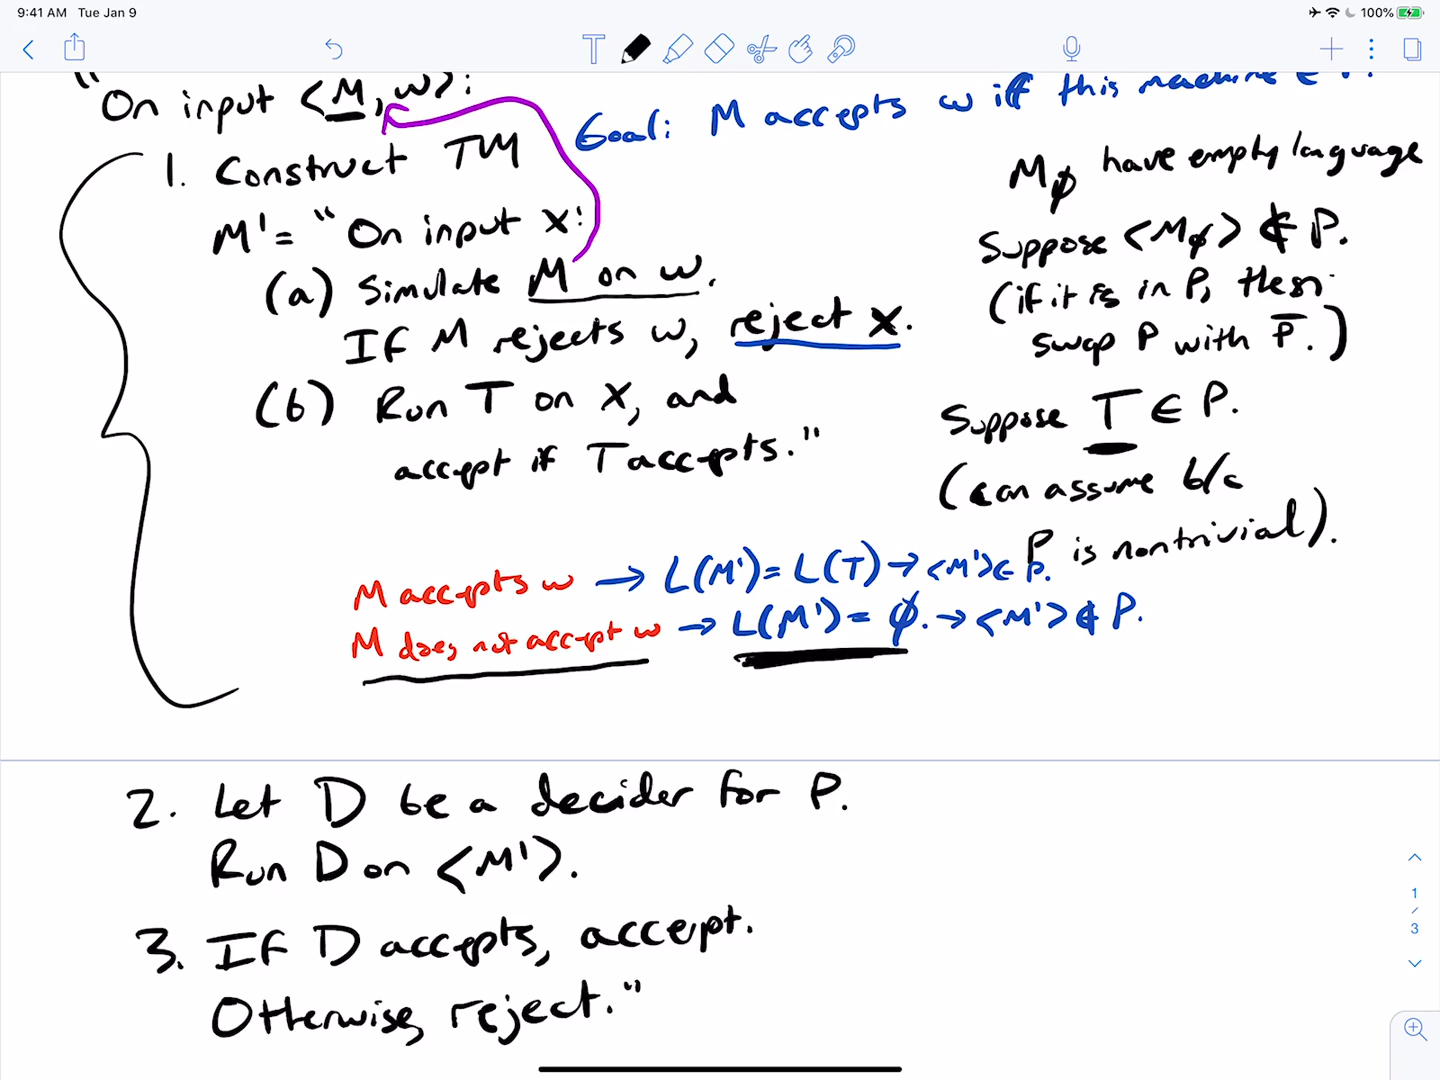 9:41 AM Tue Jan 9
100%
"On input <M, w>:
Goal: M accepts w iff this machine ∈ P.
1. Construct TM
M' = "On input x:
(a) Simulate M on w.
If M rejects w, reject x.
(b) Run T on x, and
accept if T accepts."
M∅ have empty language
Suppose <M∅> ∉ P.
(if it is in P, then
swap P with P̅.)
Suppose T ∈ P.
(can assume b/c
P is nontrivial).
M accepts w → L(M') = L(T) → <M'> ∈ P.
M does not accept w → L(M') = ∅. → <M'> ∉ P.
2. Let D be a decider for P.
Run D on <M'>.
3. If D accepts, accept.
Otherwise, reject."
1
/
3